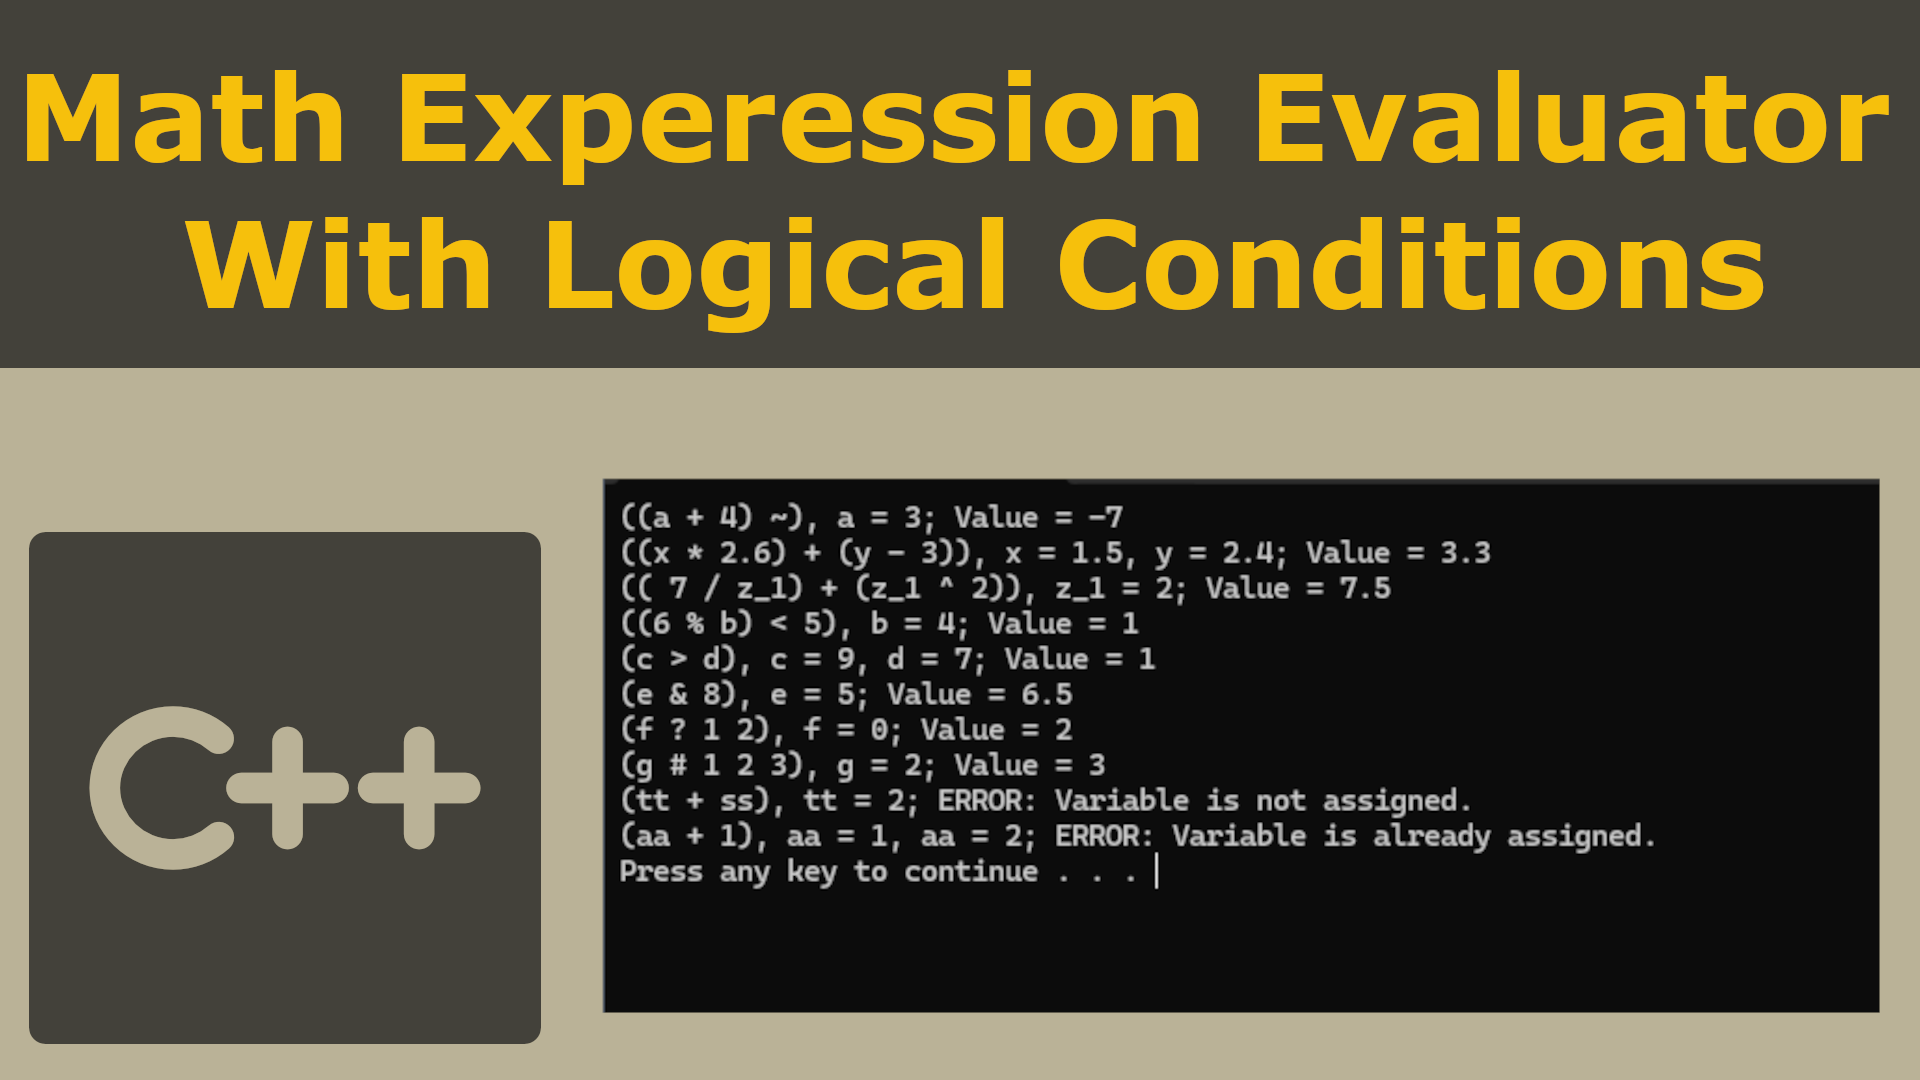 Math Experession Evaluator
With Logical Conditions
C++
((a + 4) ~), a = 3; Value = -7
((x * 2.6) + (y - 3)), x = 1.5, y = 2.4; Value = 3.3
(( 7 / z_1) + (z_1 ^ 2)), z_1 = 2; Value = 7.5
((6 % b) < 5), b = 4; Value = 1
(c > d), c = 9, d = 7; Value = 1
(e & 8), e = 5; Value = 6.5
(f ? 1 2), f = 0; Value = 2
(g # 1 2 3), g = 2; Value = 3
(tt + ss), tt = 2; ERROR: Variable is not assigned.
(aa + 1), aa = 1, aa = 2; ERROR: Variable is already assigned.
Press any key to continue . . .